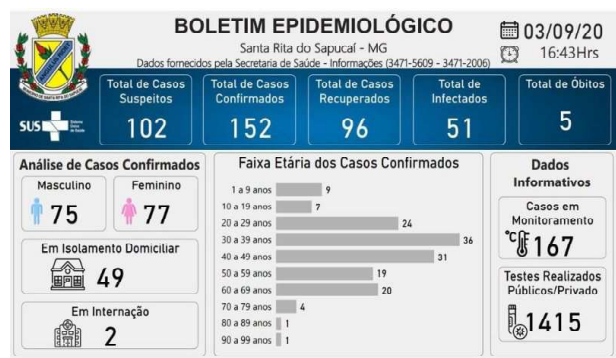 BOLETIM EPIDEMIOLÓGICO
Santa Rita do Sapucaí - MG
Dados fornecidos pela Secretaria de Saúde - Informações (3471-5609 - 3471-2006)
03/09/20
16:43Hrs
SUS
Total de Casos
Suspeitos
102
Total de Casos
Confirmados
152
Total de Casos
Recuperados
96
Total de
Infectados
51
Total de Óbitos
5
Análise de Casos Confirmados
Masculino
75
Feminino
77
Em Isolamento Domiciliar
49
Em Internação
2
Faixa Etária dos Casos Confirmados
1 a 9 anos 9
10 a 19 anos 7
20 a 29 anos 24
30 a 39 anos 36
40 a 49 anos 31
50 a 59 anos 19
60 a 69 anos 20
70 a 79 anos 4
80 a 89 anos 1
90 a 99 anos 1
Dados
Informativos
Casos em
Monitoramento
°C 167
Testes Realizados
Públicos/Privado
1415